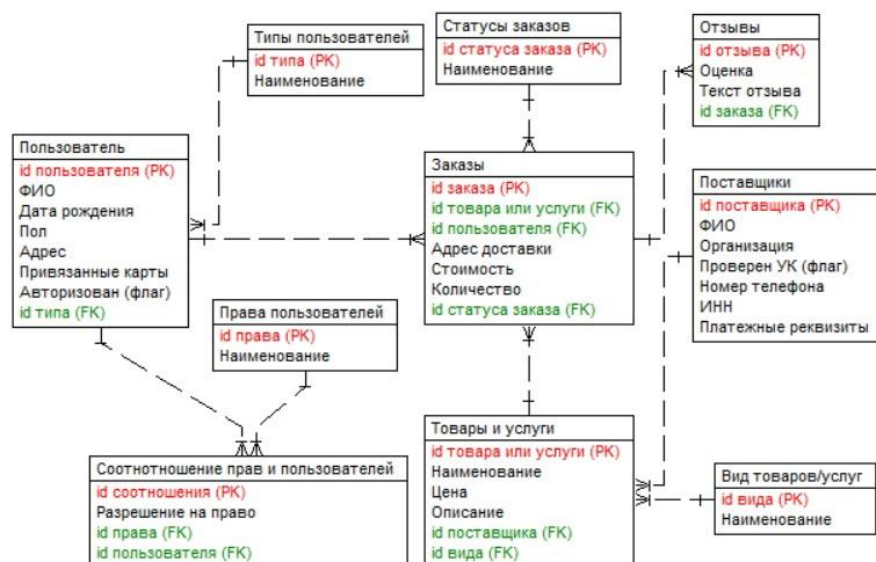 Типы пользователей
id типа (PK)
Наименование
Статусы заказов
id статуса заказа (PK)
Наименование
Отзывы
id отзыва (PK)
Оценка
Текст отзыва
id заказа (FK)
Пользователь
id пользователя (PK)
ФИО
Дата рождения
Пол
Адрес
Привязанные карты
Авторизован (флаг)
id типа (FK)
Заказы
id заказа (PK)
id товара или услуги (FK)
id пользователя (FK)
Адрес доставки
Стоимость
Количество
id статуса заказа (FK)
Поставщики
id поставщика (PK)
ФИО
Организация
Проверен УК (флаг)
Номер телефона
ИНН
Платежные реквизиты
Права пользователей
id права (PK)
Наименование
Соотнотношение прав и пользователей
id соотношения (PK)
Разрешение на право
id права (FK)
id пользователя (FK)
Товары и услуги
id товара или услуги (PK)
Наименование
Цена
Описание
id поставщика (FK)
id вида (FK)
Вид товаров/услуг
id вида (PK)
Наименование